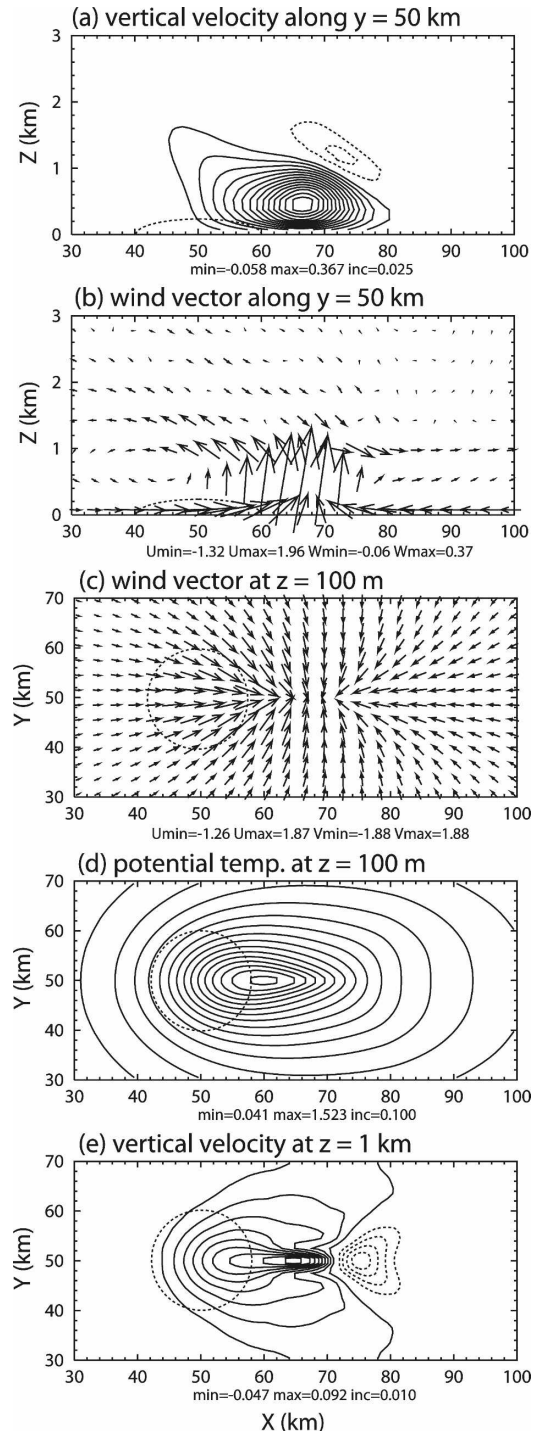 (a) vertical velocity along y = 50 km
3
2
1
0
Z (km)
30 40 50 60 70 80 90 100
min=-0.058 max=0.367 inc=0.025
(b) wind vector along y = 50 km
3
2
1
0
Z (km)
30 40 50 60 70 80 90 100
Umin=-1.32 Umax=1.96 Wmin=-0.06 Wmax=0.37
(c) wind vector at z = 100 m
70
60
50
40
30
Y (km)
30 40 50 60 70 80 90 100
Umin=-1.26 Umax=1.87 Vmin=-1.88 Vmax=1.88
(d) potential temp. at z = 100 m
70
60
50
40
30
Y (km)
30 40 50 60 70 80 90 100
min=0.041 max=1.523 inc=0.100
(e) vertical velocity at z = 1 km
70
60
50
40
30
Y (km)
30 40 50 60 70 80 90 100
min=-0.047 max=0.092 inc=0.010
X (km)